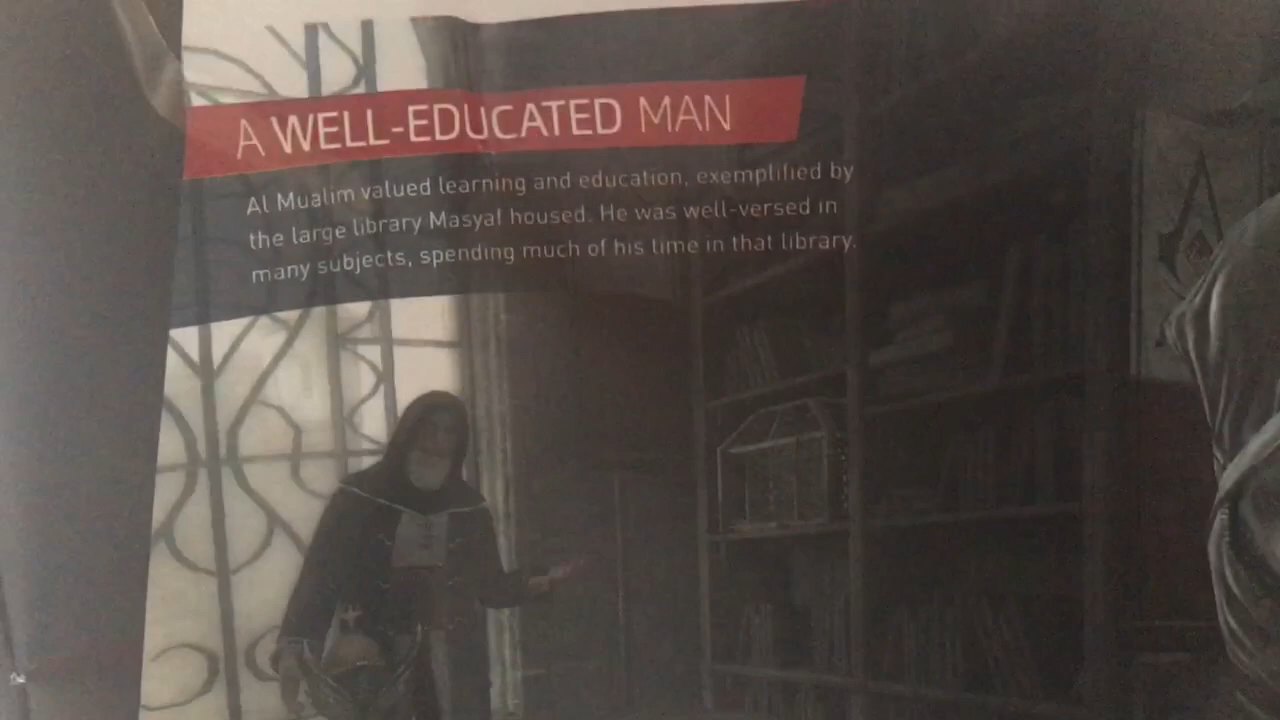 A WELL-EDUCATED MAN
Al Mualim valued learning and education, exemplified by
the large library Masyaf housed. He was well-versed in
many subjects, spending much of his time in that library.